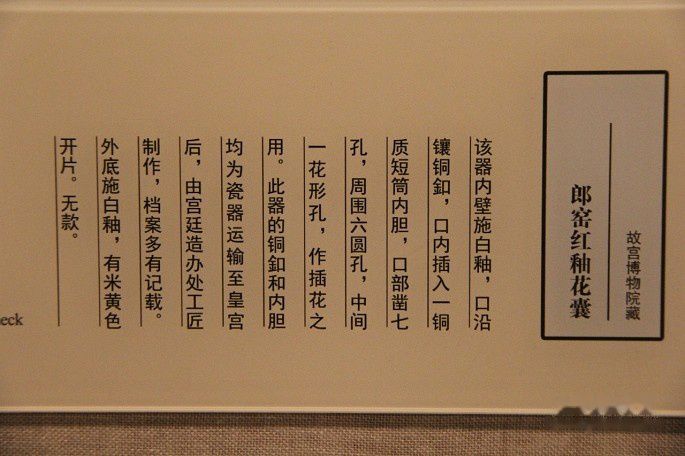 故宫博物院藏
郎窑红釉花囊
该器内壁施白釉，口沿
镶铜釦，口内插入一铜
质短筒内胆，口部凿七
孔，周围六圆孔，中间
一花形孔，作插花之
用。此器的铜釦和内胆
均为瓷器运输至皇宫
后，由宫廷造办处工匠
制作，档案多有记载。
外底施白釉，有米黄色
开片。无款。
eck